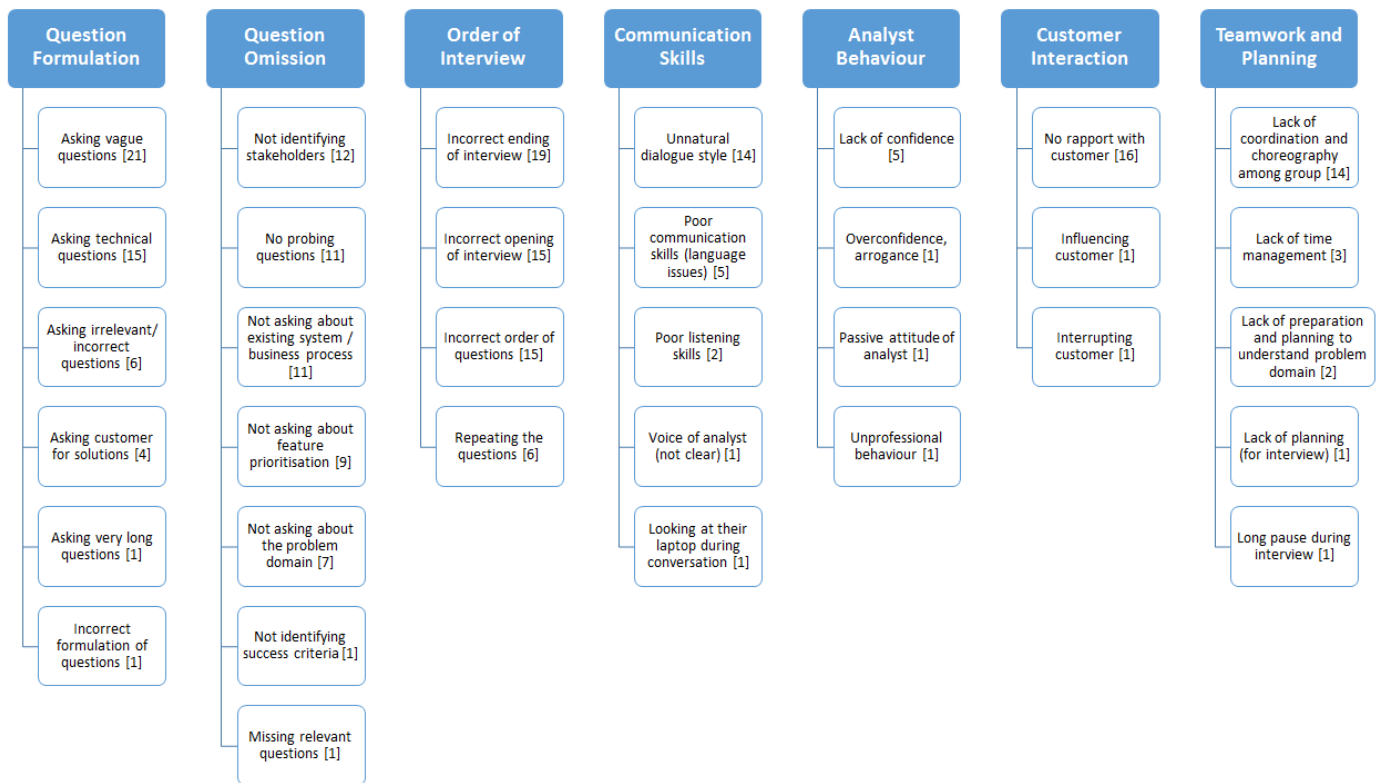 Question
Formulation
Asking vague
questions [21]
Asking technical
questions [15]
Asking irrelevant/
incorrect
questions [6]
Asking customer
for solutions [4]
Asking very long
questions [1]
Incorrect
formulation of
questions [1]
Question
Omission
Not identifying
stakeholders [12]
No probing
questions [11]
Not asking about
existing system /
business process
[11]
Not asking about
feature
prioritisation [9]
Not asking about
the problem
domain [7]
Not identifying
success criteria [1]
Missing relevant
questions [1]
Order of
Interview
Incorrect ending
of interview [19]
Incorrect opening
of interview [15]
Incorrect order of
questions [15]
Repeating the
questions [6]
Communication
Skills
Unnatural
dialogue style [14]
Poor
communication
skills (language
issues) [5]
Poor listening
skills [2]
Voice of analyst
(not clear) [1]
Looking at their
laptop during
conversation [1]
Analyst
Behaviour
Lack of confidence
[5]
Overconfidence,
arrogance [1]
Passive attitude of
analyst [1]
Unprofessional
behaviour [1]
Customer
Interaction
No rapport with
customer [16]
Influencing
customer [1]
Interrupting
customer [1]
Teamwork and
Planning
Lack of
coordination and
choreography
among group [14]
Lack of time
management [3]
Lack of preparation
and planning to
understand problem
domain [2]
Lack of planning
(for interview) [1]
Long pause during
interview [1]